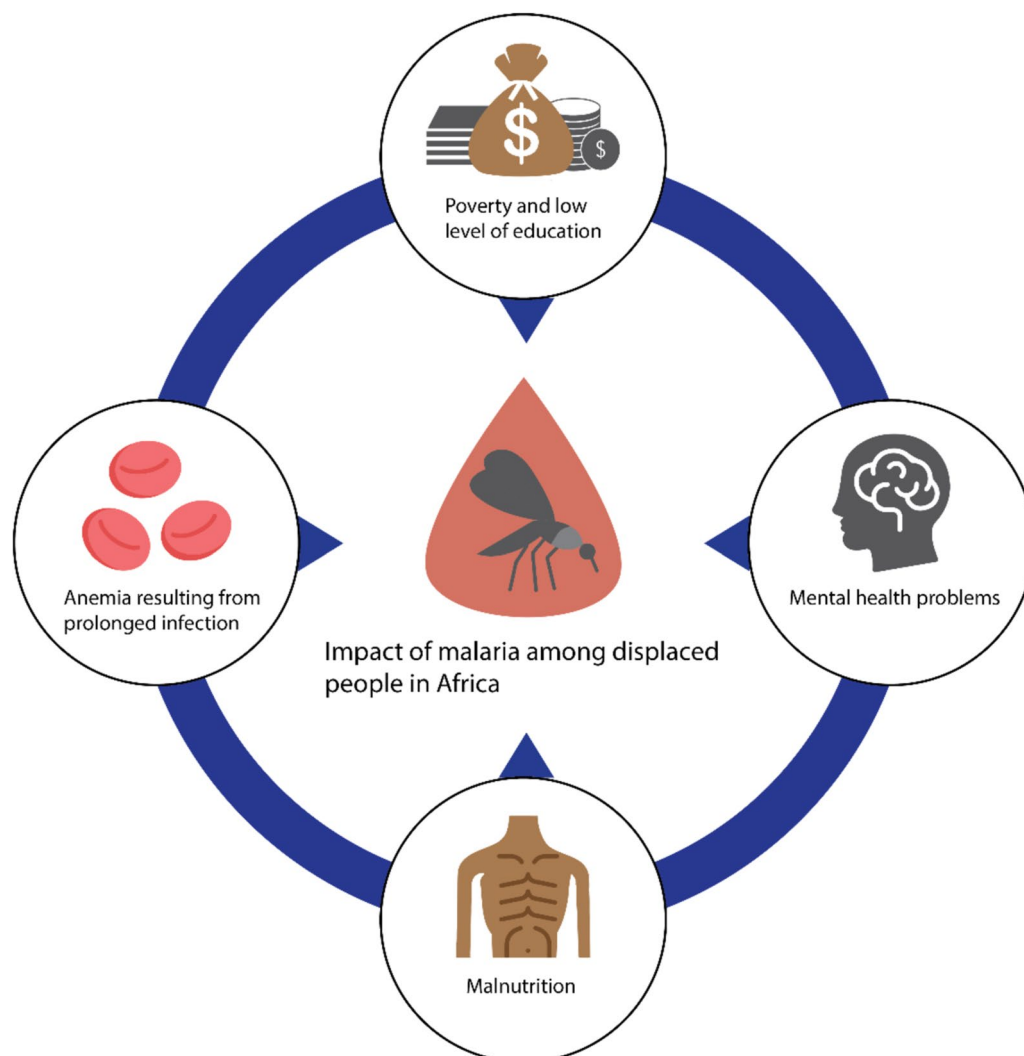 $
$
Poverty and low
level of education
Anemia resulting from
prolonged infection
Mental health problems
Impact of malaria among displaced
people in Africa
Malnutrition